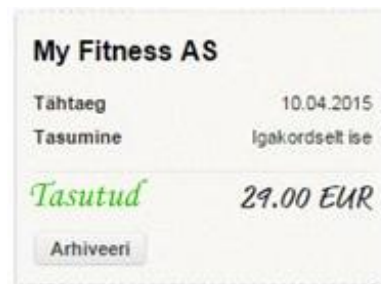 My Fitness AS
Tähtaeg 10.04.2015
Tasumine Igakordselt ise
Tasutud 29.00 EUR
Arhiveeri